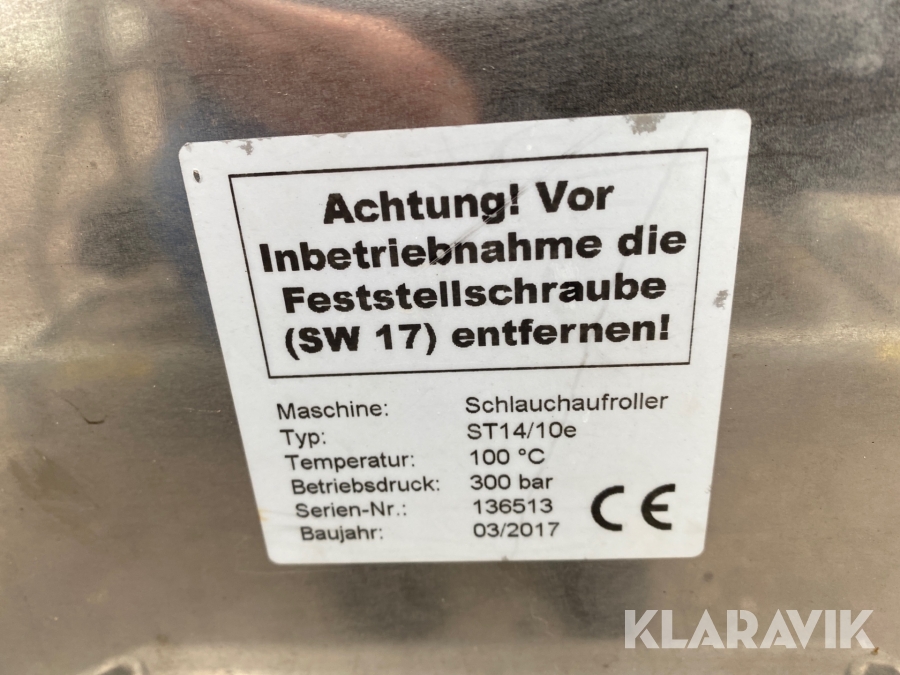 Achtung! Vor
Inbetriebnahme die
Feststellschraube
(SW 17) entfernen!
Maschine: Schlauchaufroller
Typ: ST14/10e
Temperatur: 100 °C
Betriebsdruck: 300 bar
Serien-Nr.: 136513
Baujahr: 03/2017
CE
KLARAVIK